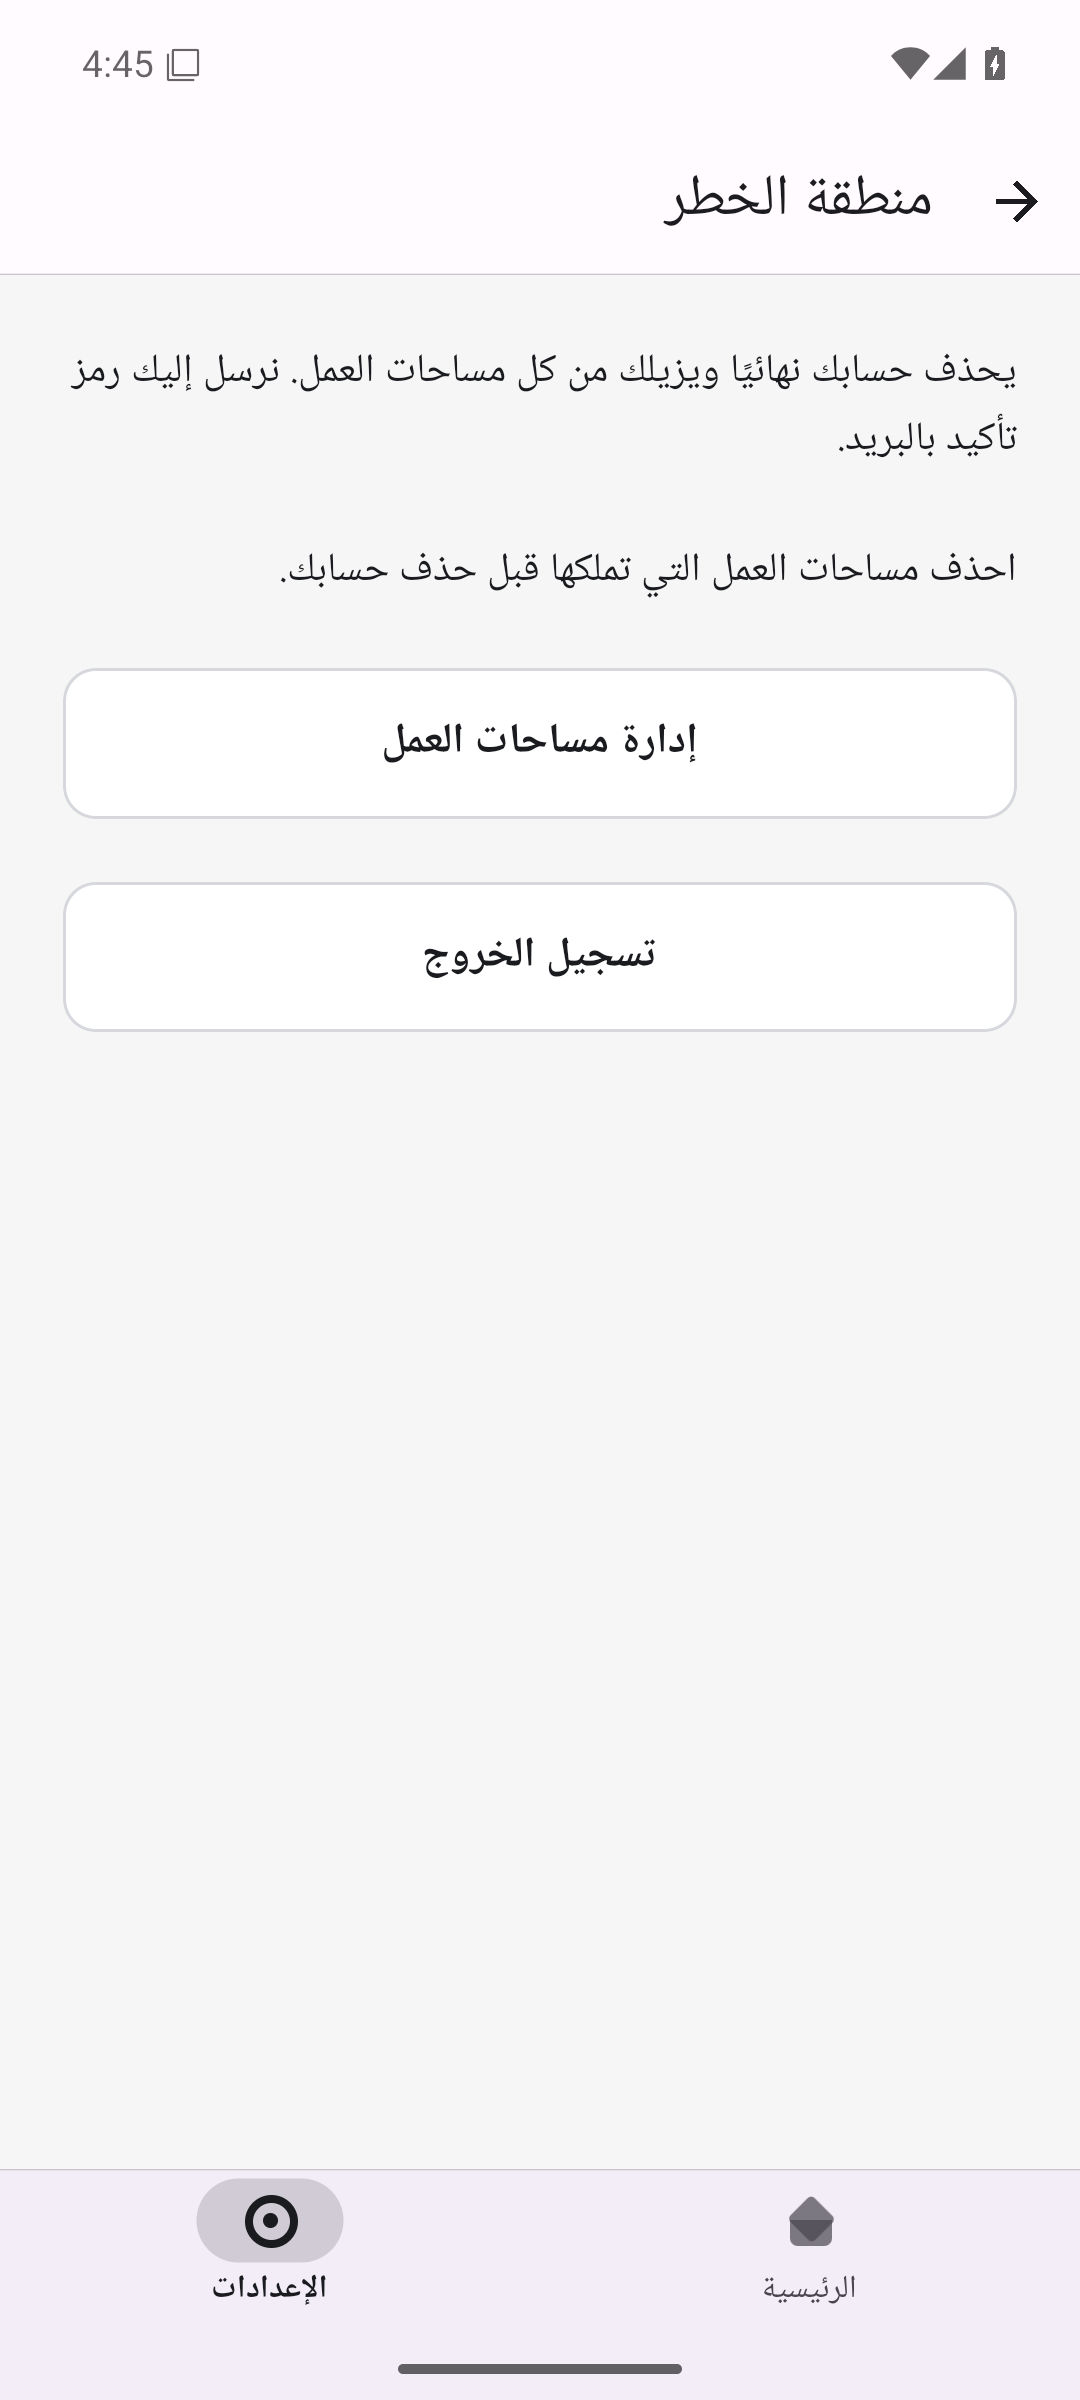 4:45
منطقة الخطر
يحذف حسابك نهائيًا ويزيلك من كل مساحات العمل. نرسل إليك رمز
تأكيد بالبريد.
احذف مساحات العمل التي تملكها قبل حذف حسابك.
إدارة مساحات العمل
تسجيل الخروج
الرئيسية
الإعدادات